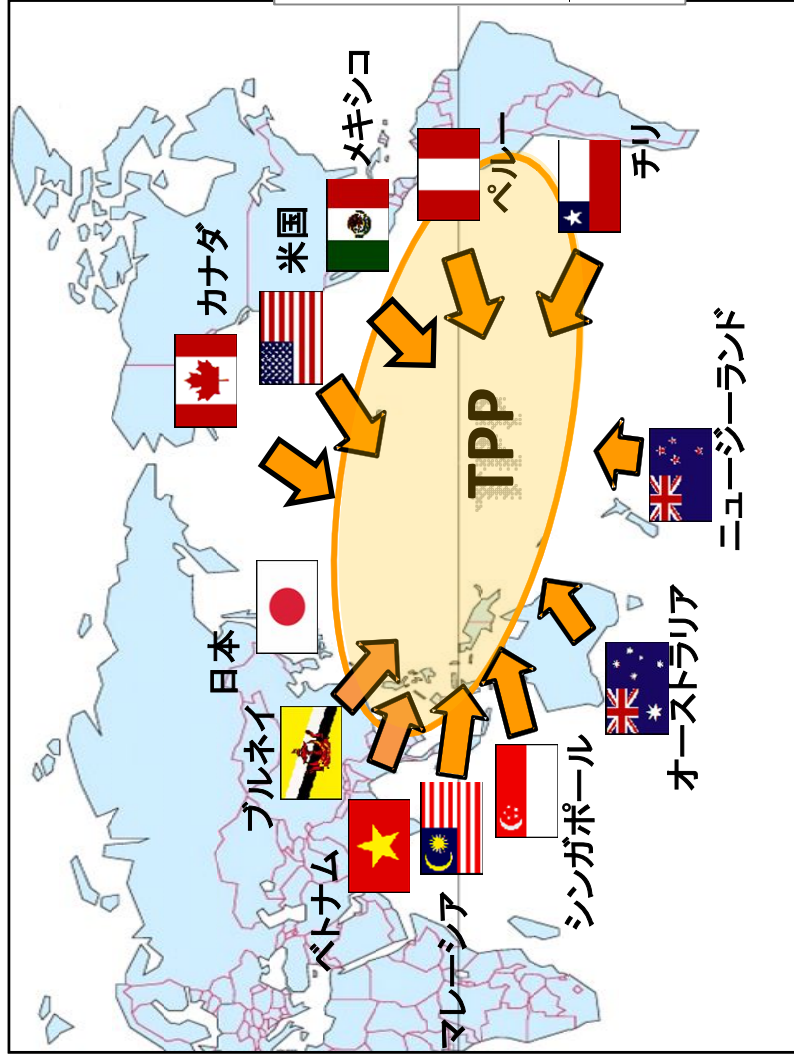 カナダ
米国
メキシコ
ペルー
チリ
TPP
日本
ブルネイ
ベトナム
マレーシア
シンガポール
オーストラリア
ニュージーランド